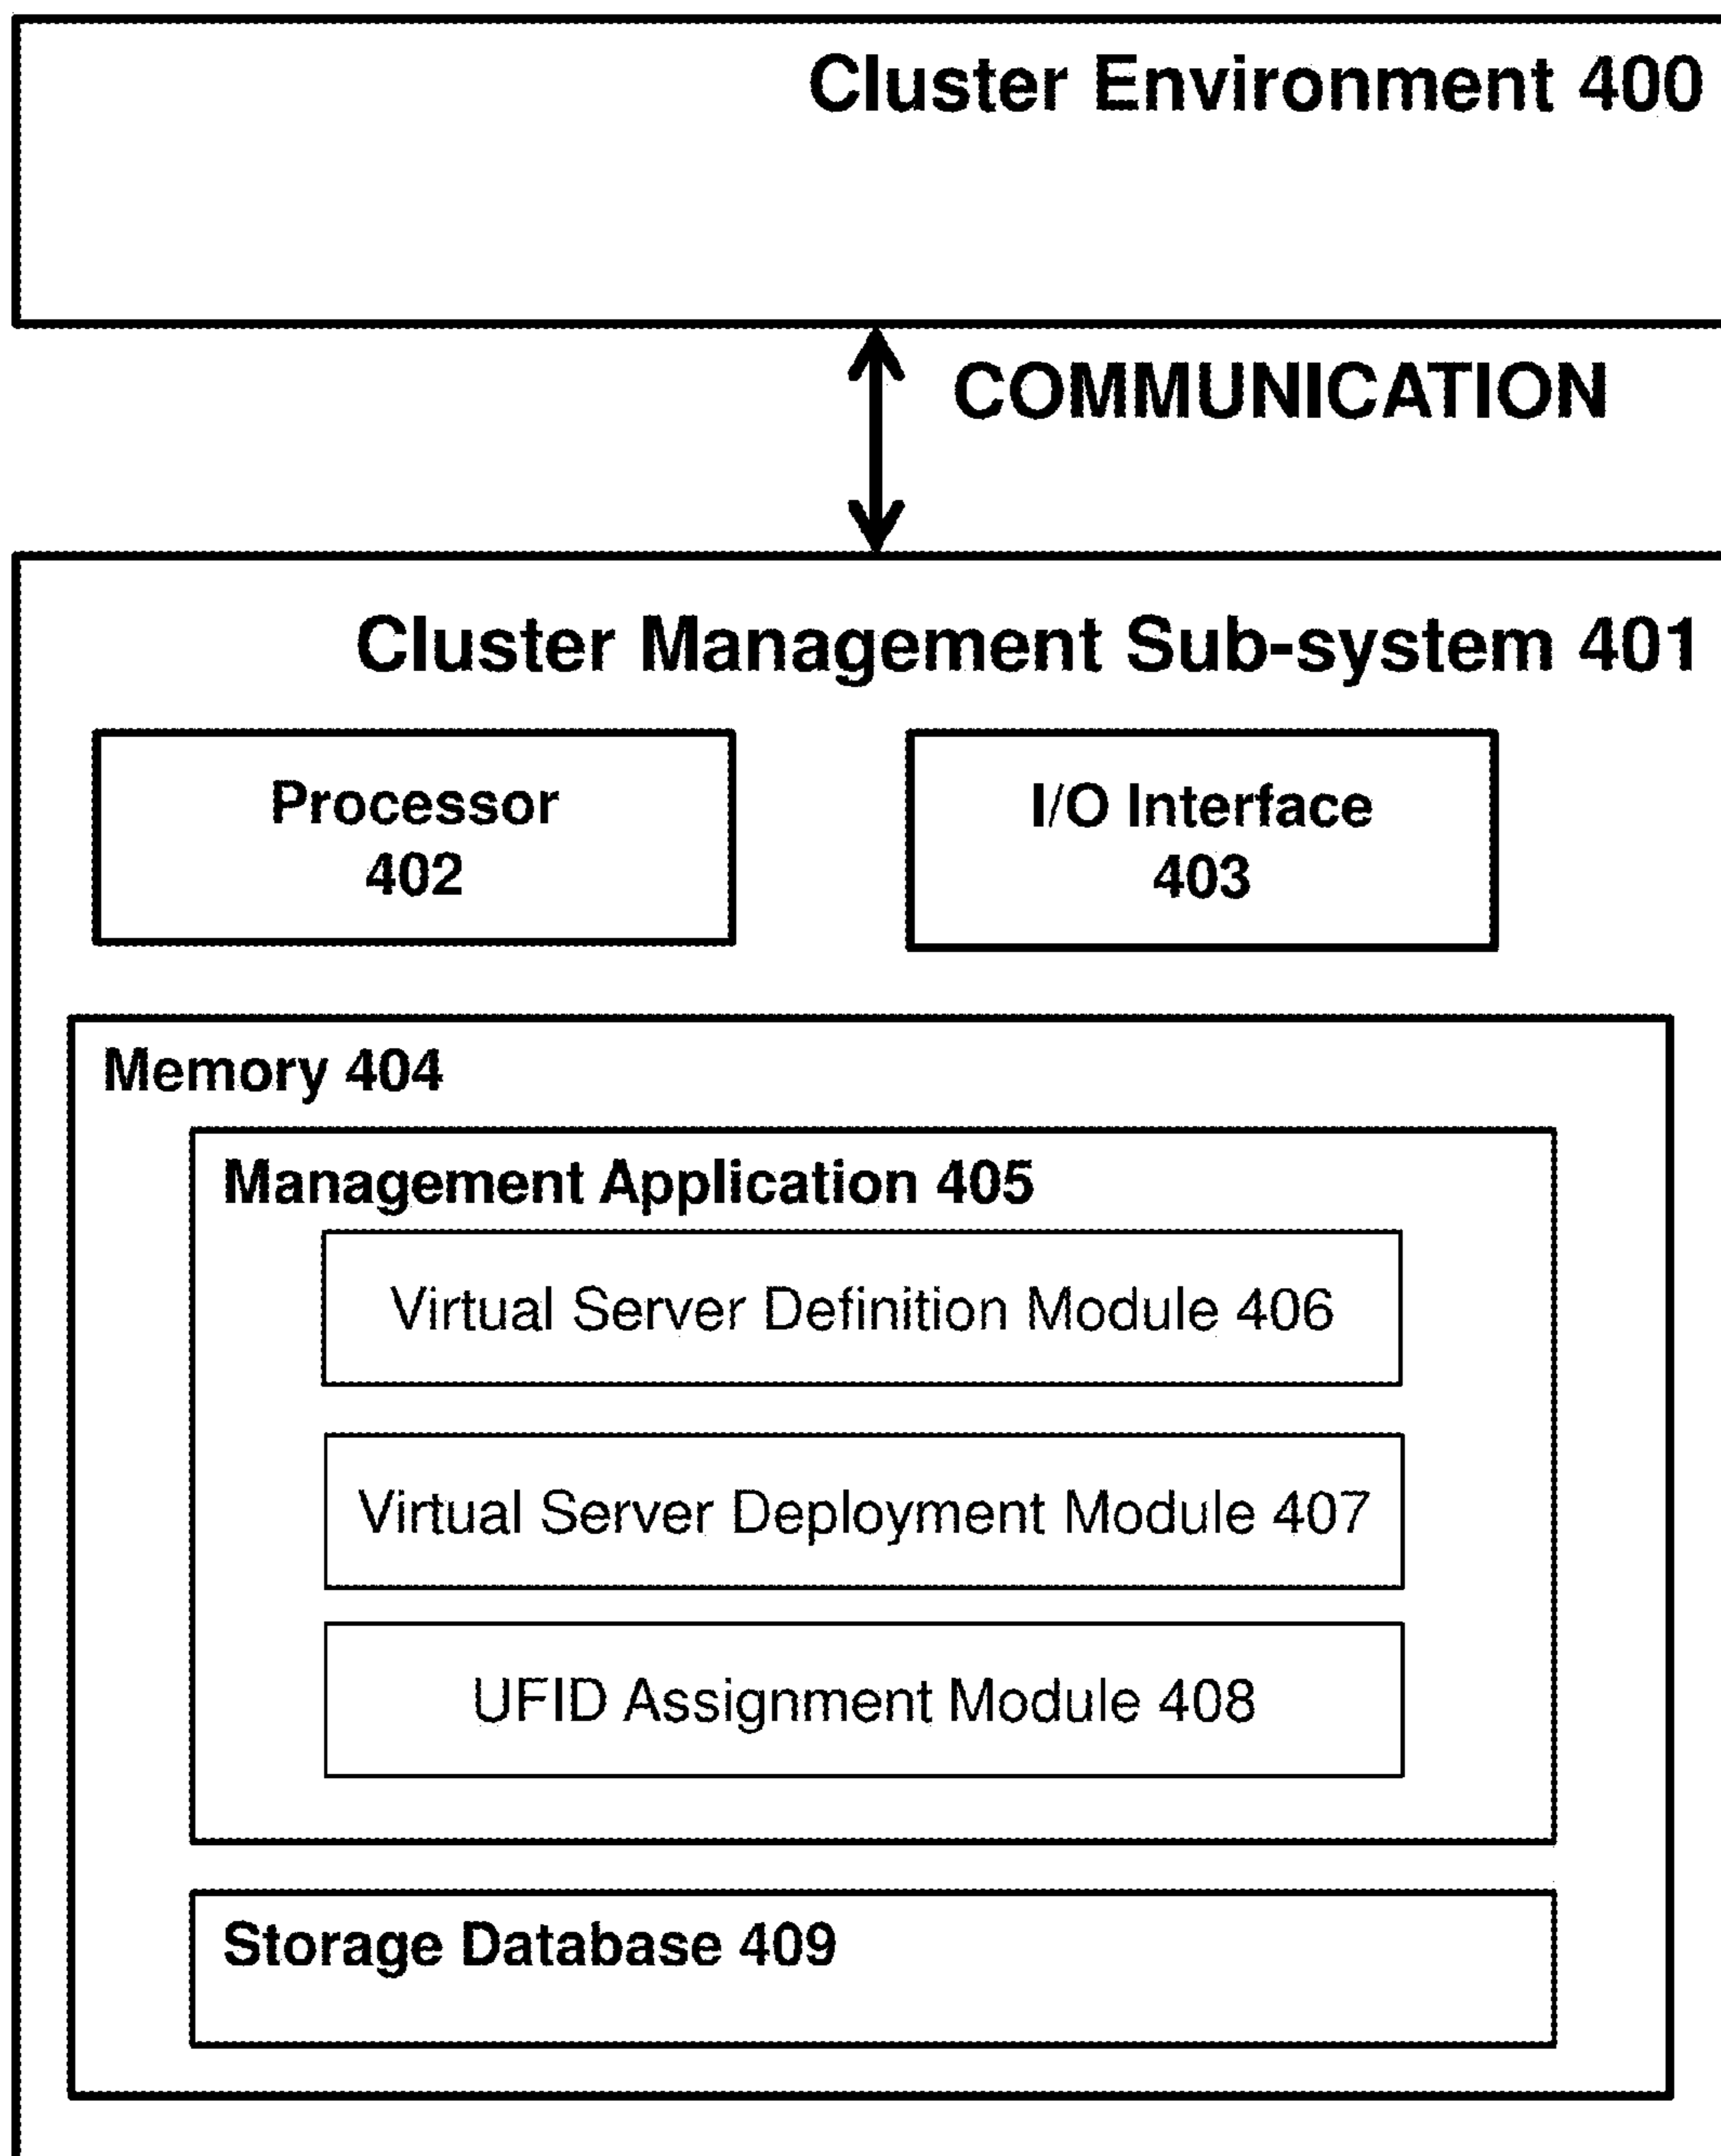 Cluster Environment 400
COMMUNICATION
Cluster Management Sub-system 401
Processor
402
I/O Interface
403
Memory 404
Management Application 405
Virtual Server Definition Module 406
Virtual Server Deployment Module 407
UFID Assignment Module 408
Storage Database 409